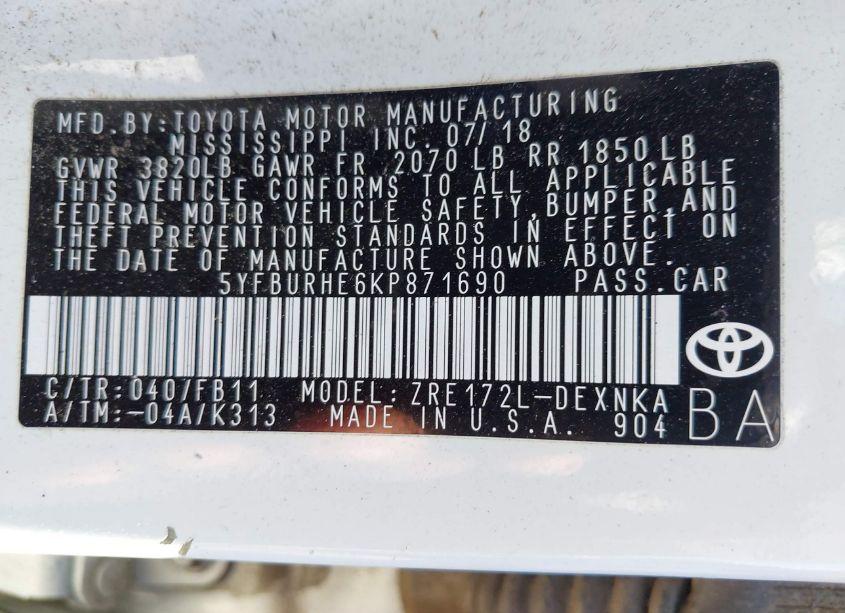 MFD.BY:TOYOTA MOTOR MANUFACTURING
MISSISSIPPI INC. 07/18
GVWR 3820LB GAWR FR 2070 LB RR 1850 LB
THIS VEHICLE CONFORMS TO ALL APPLICABLE
FEDERAL MOTOR VEHICLE SAFETY,BUMPER,AND
THEFT PREVENTION STANDARDS IN EFFECT ON
THE DATE OF MANUFACTURE SHOWN ABOVE.
5YFBURHE6KP871690 PASS.CAR
C/TR:040/FB11 MODEL:ZRE172L-DEXNKA
A/TM:-04A/K313 MADE IN U.S.A. 904 BA